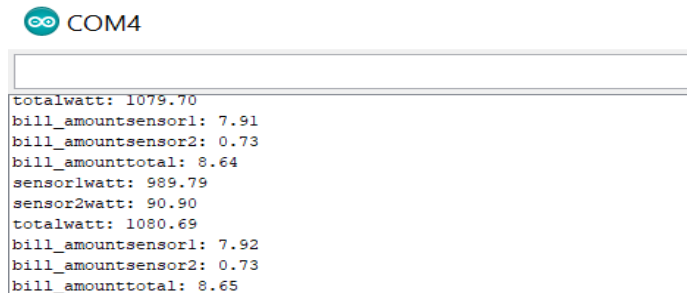 COM4
totalwatt: 1079.70
bill_amountsensor1: 7.91
bill_amountsensor2: 0.73
bill_amounttotal: 8.64
sensor1watt: 989.79
sensor2watt: 90.90
totalwatt: 1080.69
bill_amountsensor1: 7.92
bill_amountsensor2: 0.73
bill_amounttotal: 8.65